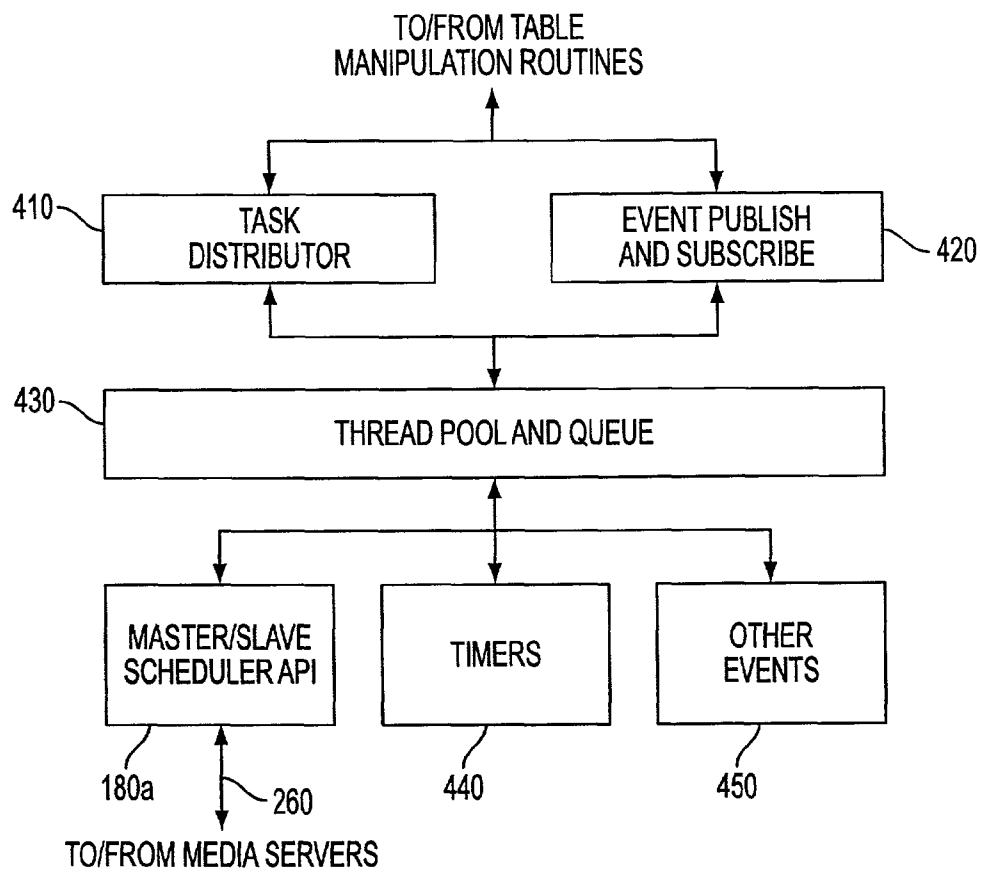 TO/FROM TABLE
MANIPULATION ROUTINES
410
TASK
DISTRIBUTOR
EVENT PUBLISH
AND SUBSCRIBE
420
430
THREAD POOL AND QUEUE
MASTER/SLAVE
SCHEDULER API
TIMERS
OTHER
EVENTS
180a
260
440
450
TO/FROM MEDIA SERVERS